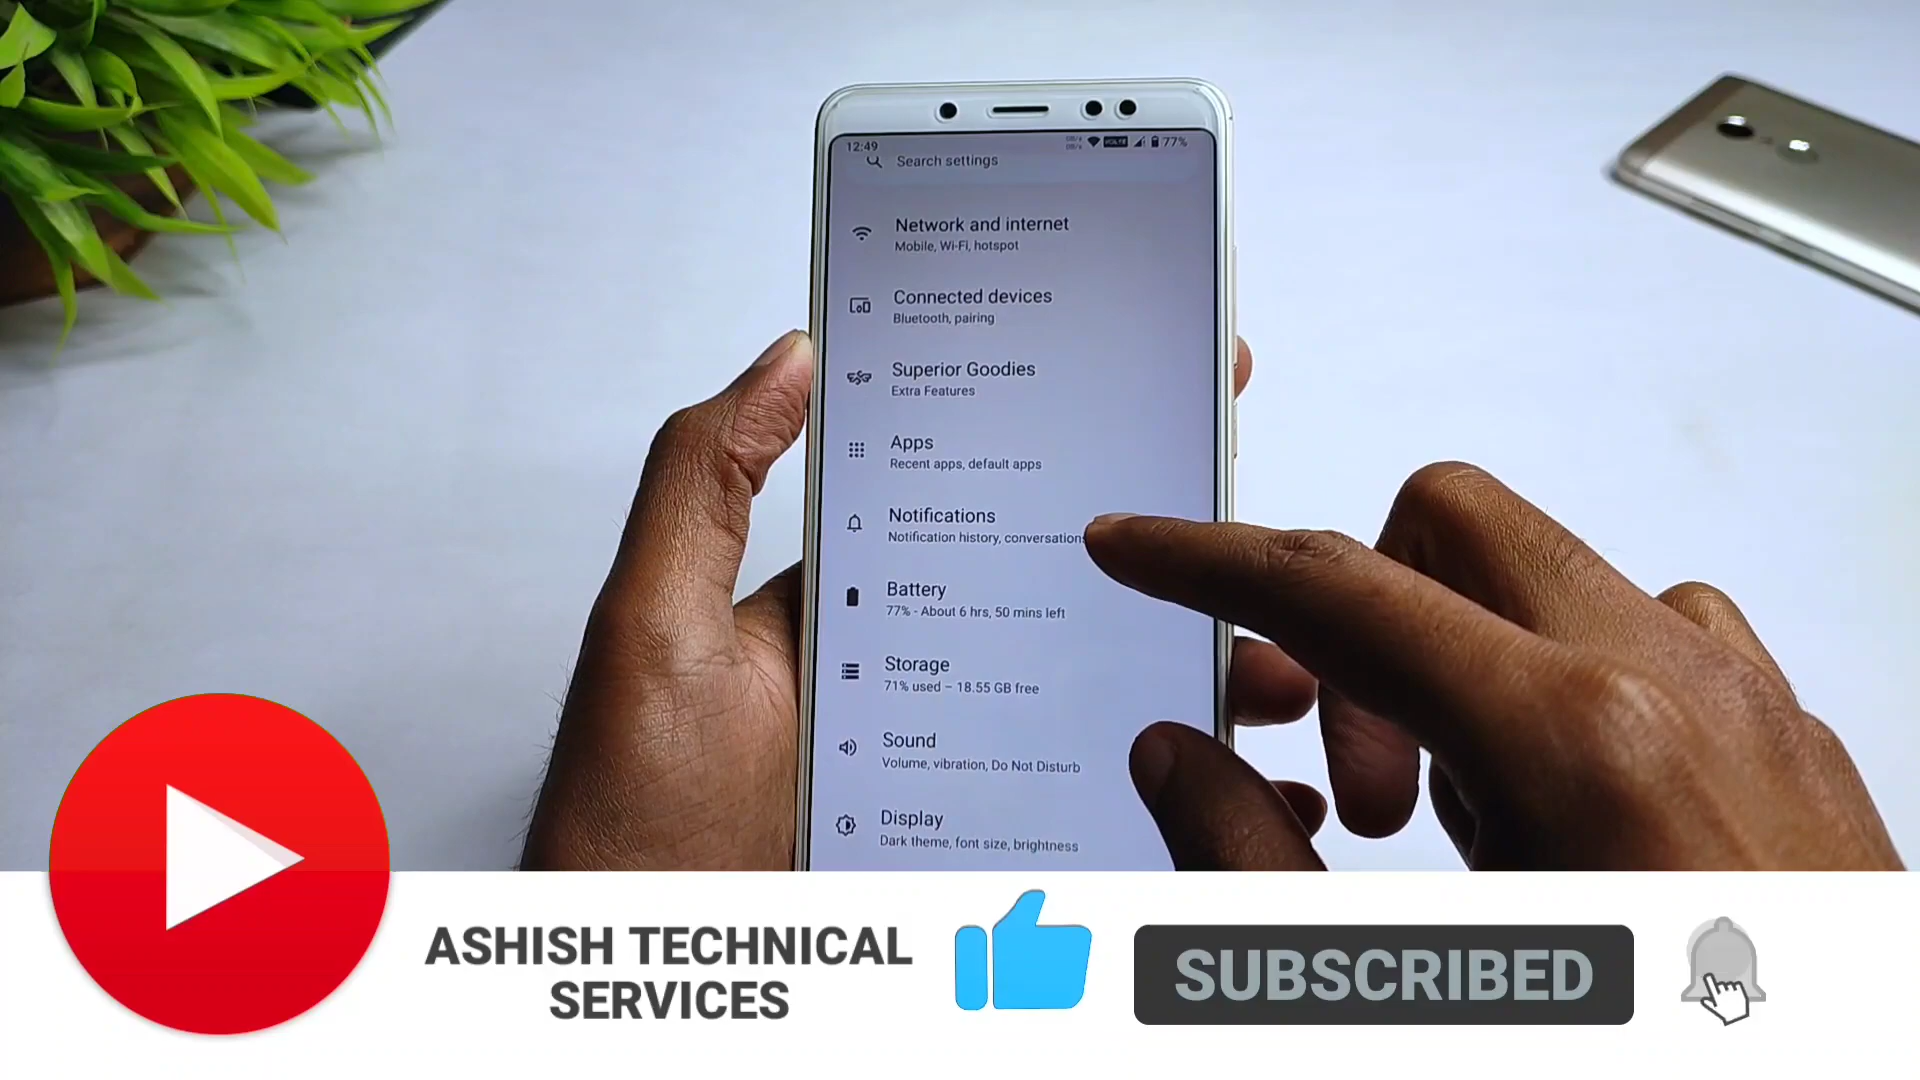 12:49
VOLTE 77%
Search settings
Network and internet
Mobile, Wi-Fi, hotspot
Connected devices
Bluetooth, pairing
Superior Goodies
Extra Features
Apps
Recent apps, default apps
Notifications
Notification history, conversations
Battery
77% - About 6 hrs, 50 mins left
Storage
71% used – 18.55 GB free
Sound
Volume, vibration, Do Not Disturb
Display
Dark theme, font size, brightness
ASHISH TECHNICAL
SERVICES
SUBSCRIBED